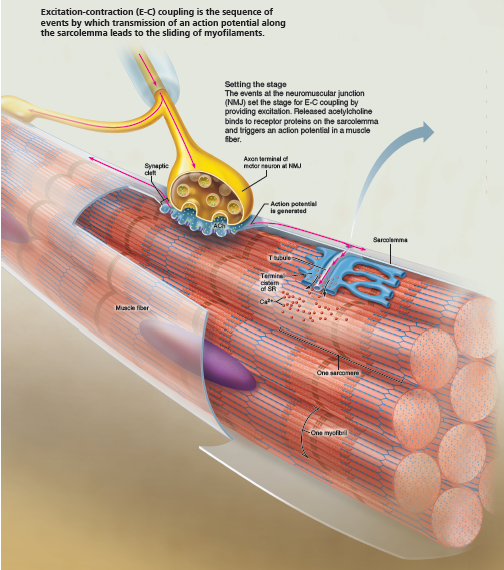 Excitation-contraction (E-C) coupling is the sequence of
events by which transmission of an action potential along
the sarcolemma leads to the sliding of myofilaments.
Setting the stage
The events at the neuromuscular junction
(NMJ) set the stage for E-C coupling by
providing excitation. Released acetylcholine
binds to receptor proteins on the sarcolemma
and triggers an action potential in a muscle
fiber.
Synaptic
cleft
Axon terminal of
motor neuron at NMJ
Action potential
is generated
ACh
Sarcolemma
T tubule
Terminal
cistern
of SR
Ca²⁺
Muscle fiber
One sarcomere
One myofibril